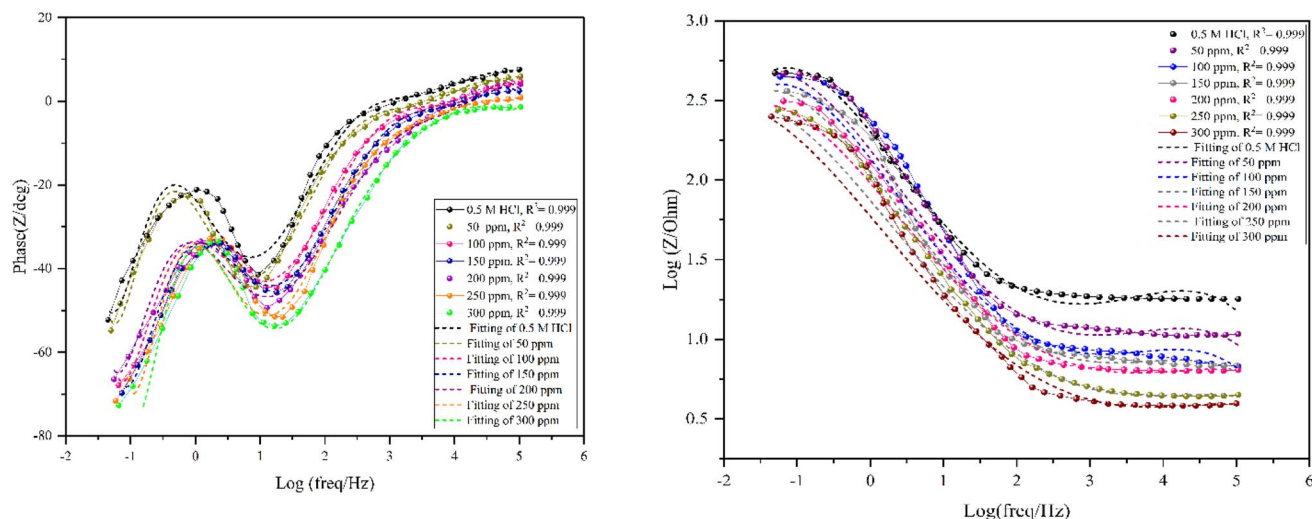 20
0
-20
-40
-60
-80
Phase(Z/deg)
0.5 M HCl, R²= 0.999
50 ppm, R² 0.999
100 ppm, R²= 0.999
150 ppm, R²= 0.999
200 ppm, R² 0.999
250 ppm, R²= 0.999
300 ppm, R² 0.999
Fitting of 0.5 M HCl
Fitting of 50 ppm
Fitting of 100 ppm
Fitting of 150 ppm
Fitting of 200 ppm
Fitting of 250 ppm
Fitting of 300 ppm
-2 -1 0 1 2 3 4 5 6
Log (freq/Hz)
3.0
2.5
2.0
1.5
1.0
0.5
Log (Z/Ohm)
0.5 M HCl, R²= 0.999
50 ppm, R² 0.999
100 ppm, R²= 0.999
150 ppm, R²= 0.999
200 ppm, R²= 0.999
250 ppm, R²= 0.999
300 ppm, R²= 0.999
Fitting of 0.5 M HCl
Fitting of 50 ppm
Fitting of 100 ppm
Fitting of 150 ppm
Fitting of 200 ppm
Fitting of 250 ppm
Fitting of 300 ppm
-2 -1 0 1 2 3 4 5 6
Log(freq/Hz)